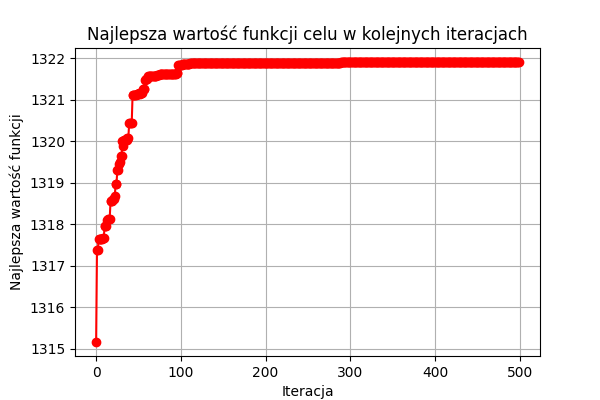 Najlepsza wartość funkcji celu w kolejnych iteracjach
Najlepsza wartość funkcji
1322
1321
1320
1319
1318
1317
1316
1315
0 100 200 300 400 500
Iteracja